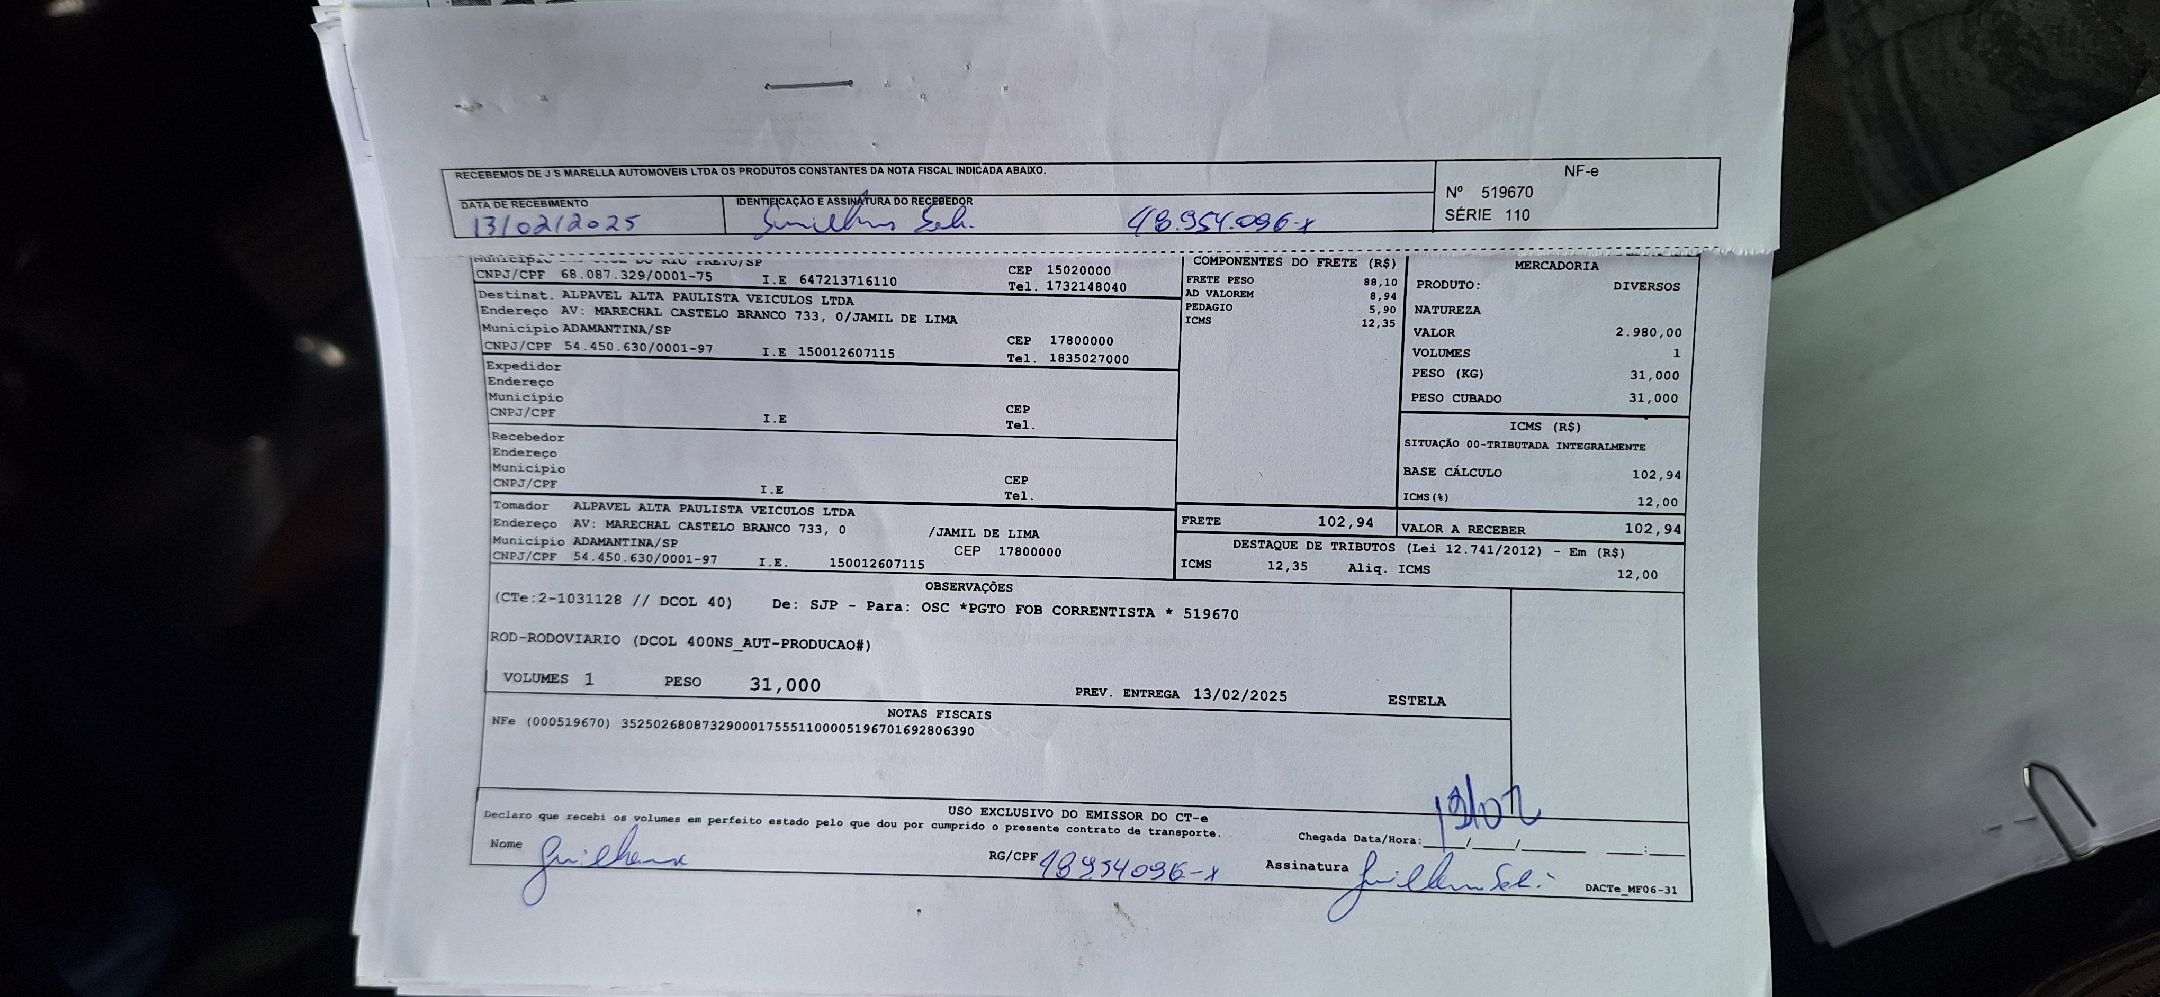 RECEBEMOS DE J S MARELLA AUTOMOVEIS LTDA OS PRODUTOS CONSTANTES DA NOTA FISCAL INDICADA ABAIXO.
NF-e
Nº 519670
SÉRIE 110
DATA DE RECEBIMENTO
IDENTIFICAÇÃO E ASSINATURA DO RECEBEDOR
13/02/2025
48.954.096-x
Município RIO PRETO/SP
CNPJ/CPF 68.087.329/0001-75 I.E 647213716110
CEP 15020000
Tel. 1732148040
Destinat. ALPAVEL ALTA PAULISTA VEICULOS LTDA
Endereço AV: MARECHAL CASTELO BRANCO 733, 0/JAMIL DE LIMA
Município ADAMANTINA/SP
CEP 17800000
CNPJ/CPF 54.450.630/0001-97 I.E 150012607115
Tel. 1835027000
Expedidor
Endereço
Município
CNPJ/CPF I.E
CEP
Tel.
Recebedor
Endereço
Município
CNPJ/CPF I.E
CEP
Tel.
Tomador ALPAVEL ALTA PAULISTA VEICULOS LTDA
Endereço AV: MARECHAL CASTELO BRANCO 733, 0 /JAMIL DE LIMA
Município ADAMANTINA/SP
CEP 17800000
CNPJ/CPF 54.450.630/0001-97 I.E. 150012607115
COMPONENTES DO FRETE (R$)
FRETE PESO 88,10
AD VALOREM 8,94
PEDAGIO 5,90
ICMS 12,35
FRETE 102,94
MERCADORIA
PRODUTO: DIVERSOS
NATUREZA
VALOR 2.980,00
VOLUMES 1
PESO (KG) 31,000
PESO CUBADO 31,000
ICMS (R$)
SITUAÇÃO 00-TRIBUTADA INTEGRALMENTE
BASE CÁLCULO 102,94
ICMS(%) 12,00
VALOR A RECEBER 102,94
DESTAQUE DE TRIBUTOS (Lei 12.741/2012) - Em (R$)
ICMS 12,35 Aliq. ICMS 12,00
OBSERVAÇÕES
(CTe:2-1031128 // DCOL 40) De: SJP - Para: OSC *PGTO FOB CORRENTISTA * 519670
ROD-RODOVIARIO (DCOL 400NS_AUT-PRODUCAO#)
VOLUMES 1 PESO 31,000 PREV. ENTREGA 13/02/2025 ESTELA
NOTAS FISCAIS
NFe (000519670) 35250268087329000175551100005196701692806390
USO EXCLUSIVO DO EMISSOR DO CT-e
Declaro que recebi os volumes em perfeito estado pelo que dou por cumprido o presente contrato de transporte.
Chegada Data/Hora:____/____/______ ____:____
13/02
Nome Guilherme
RG/CPF 48954096-x
Assinatura
DACTe_MF06-31